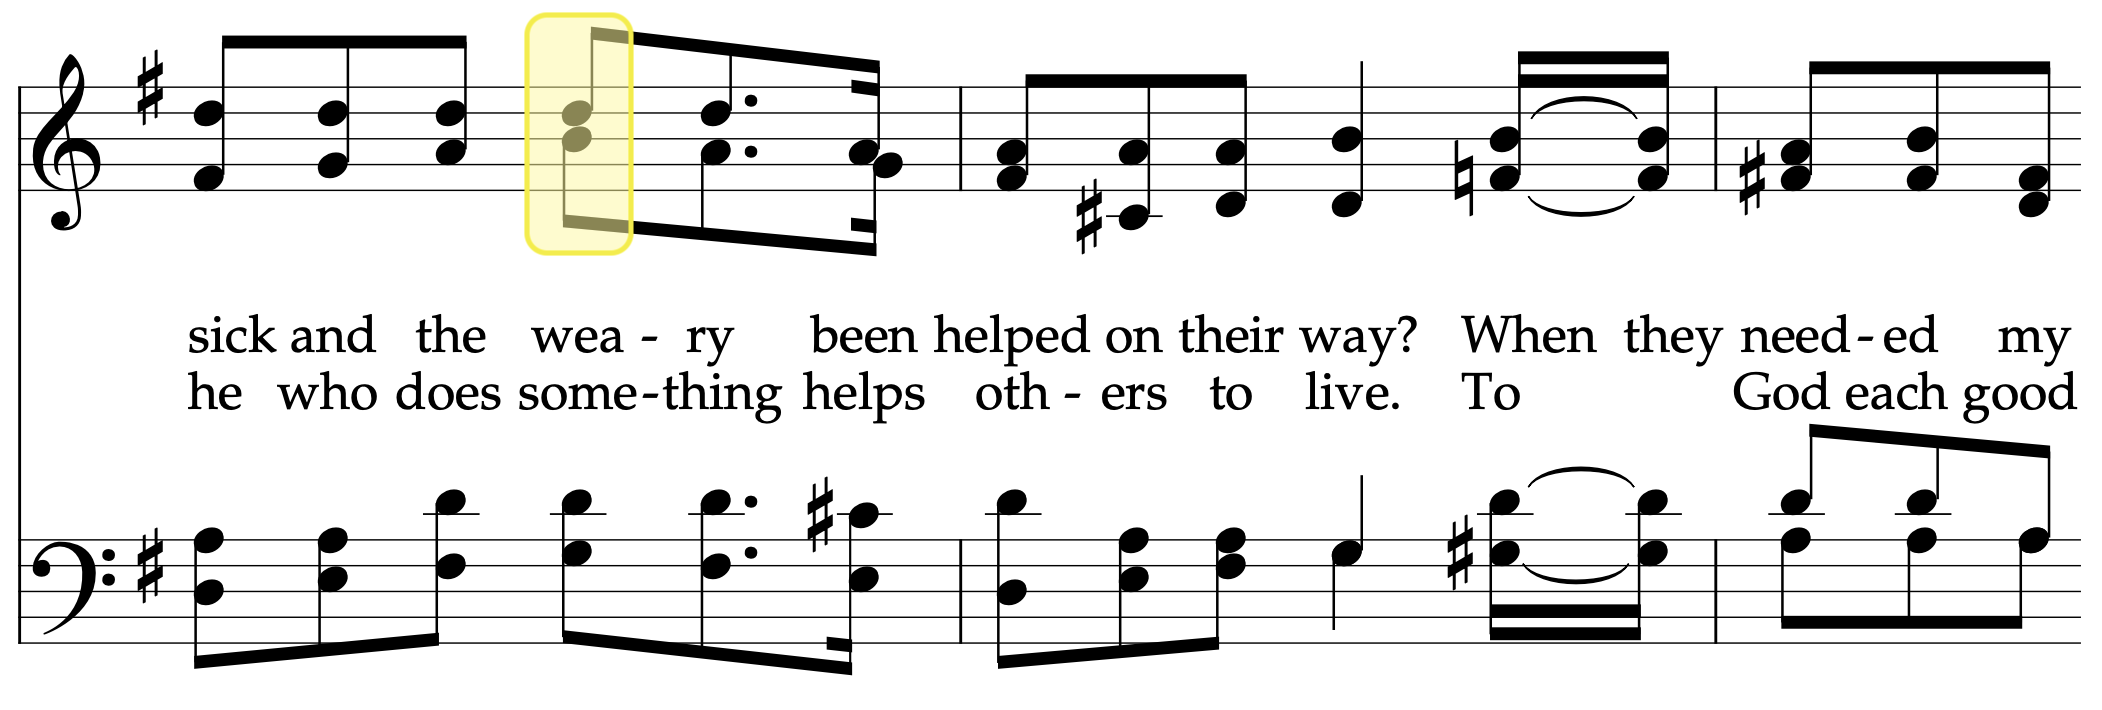 sick and the wea - ry been helped on their way? When they need - ed my
he who does some - thing helps oth - ers to live. To God each good